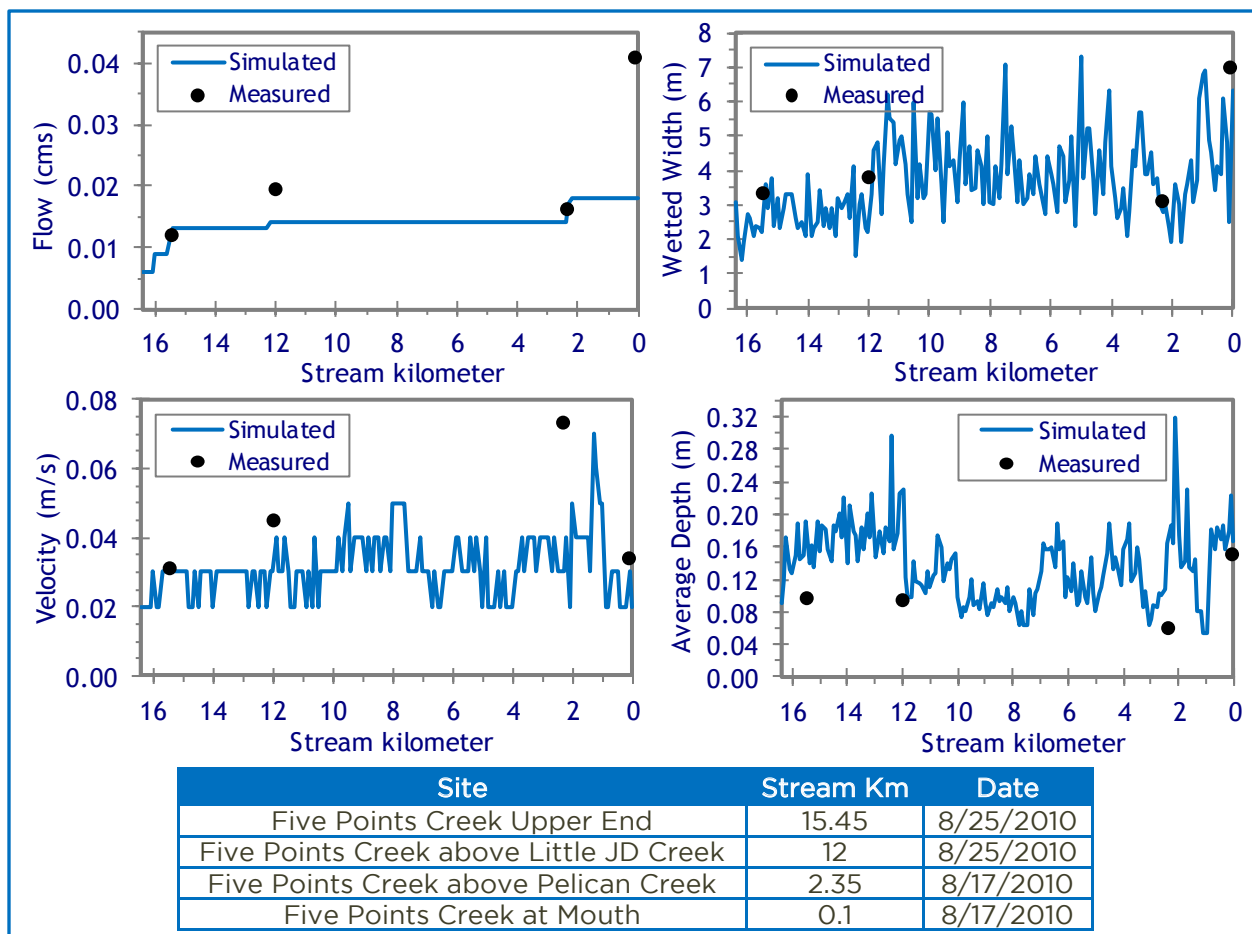 Simulated
Measured
Flow (cms)
0.04
0.03
0.02
0.01
0.00
16 14 12 10 8 6 4 2 0
Stream kilometer
Simulated
Measured
Wetted Width (m)
8
7
6
5
4
3
2
1
0
16 14 12 10 8 6 4 2 0
Stream kilometer
Simulated
Measured
Velocity (m/s)
0.08
0.06
0.04
0.02
0.00
16 14 12 10 8 6 4 2 0
Stream kilometer
Simulated
Measured
Average Depth (m)
0.32
0.28
0.24
0.20
0.16
0.12
0.08
0.04
0.00
16 14 12 10 8 6 4 2 0
Stream kilometer
Site Stream Km Date
Five Points Creek Upper End 15.45 8/25/2010
Five Points Creek above Little JD Creek 12 8/25/2010
Five Points Creek above Pelican Creek 2.35 8/17/2010
Five Points Creek at Mouth 0.1 8/17/2010